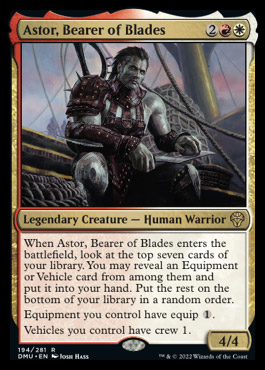 Astor, Bearer of Blades 2
Legendary Creature — Human Warrior
When Astor, Bearer of Blades enters the
battlefield, look at the top seven cards of
your library. You may reveal an Equipment
or Vehicle card from among them and
put it into your hand. Put the rest on the
bottom of your library in a random order.
Equipment you control have equip 1.
Vehicles you control have crew 1.
4/4
194/281 R
DMU • EN Josh Hass
™ & © 2022 Wizards of the Coast